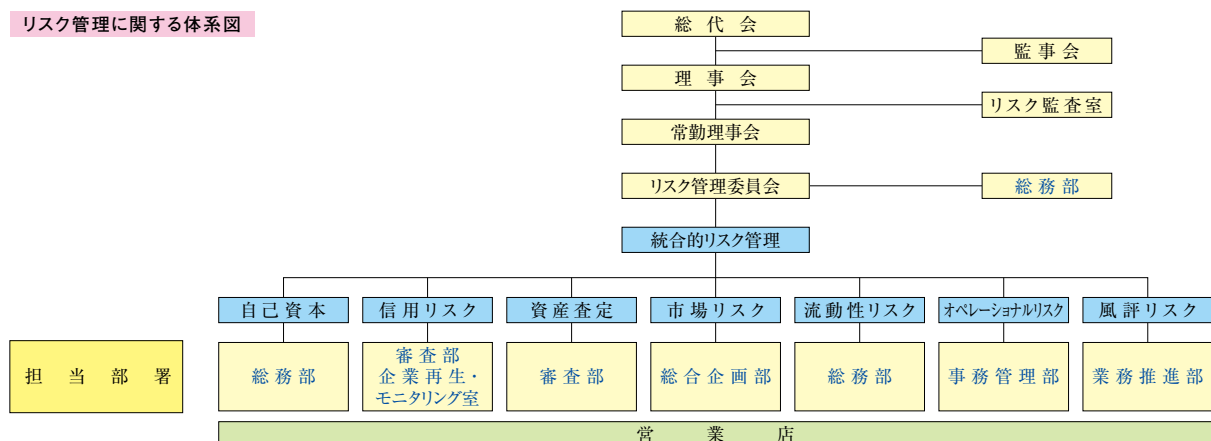 リスク管理に関する体系図
総代会
監事会
理事会
リスク監査室
常勤理事会
リスク管理委員会
総務部
統合的リスク管理
自己資本
信用リスク
資産査定
市場リスク
流動性リスク
オペレーショナルリスク
風評リスク
担当部署
総務部
審査部
企業再生・
モニタリング室
審査部
総合企画部
総務部
事務管理部
業務推進部
営業店